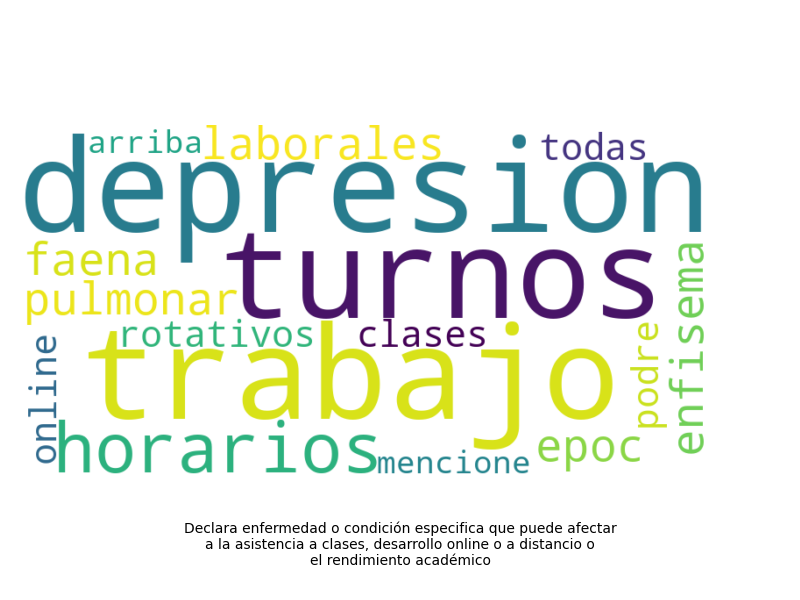 arriba laborales todas
depresion
turnos
faena
pulmonar
rotativos clases
online
trabajo
podre
enfisema
horarios
mencione
epoc
Declara enfermedad o condición especifica que puede afectar
a la asistencia a clases, desarrollo online o a distancio o
el rendimiento académico